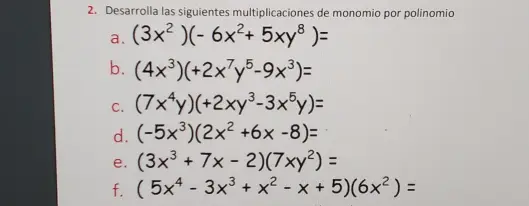 2. Desarrolla las siguientes multiplicaciones de monomio por polinomio
a. (3x² )(- 6x²+ 5xy⁸ )=
b. (4x³)(+2x⁷y⁵-9x³)=
c. (7x⁴y)(+2xy³-3x⁵y)=
d. (-5x³)(2x² +6x -8)=
e. (3x³ + 7x - 2)(7xy²) =
f. ( 5x⁴ - 3x³ + x² - x + 5)(6x² ) =